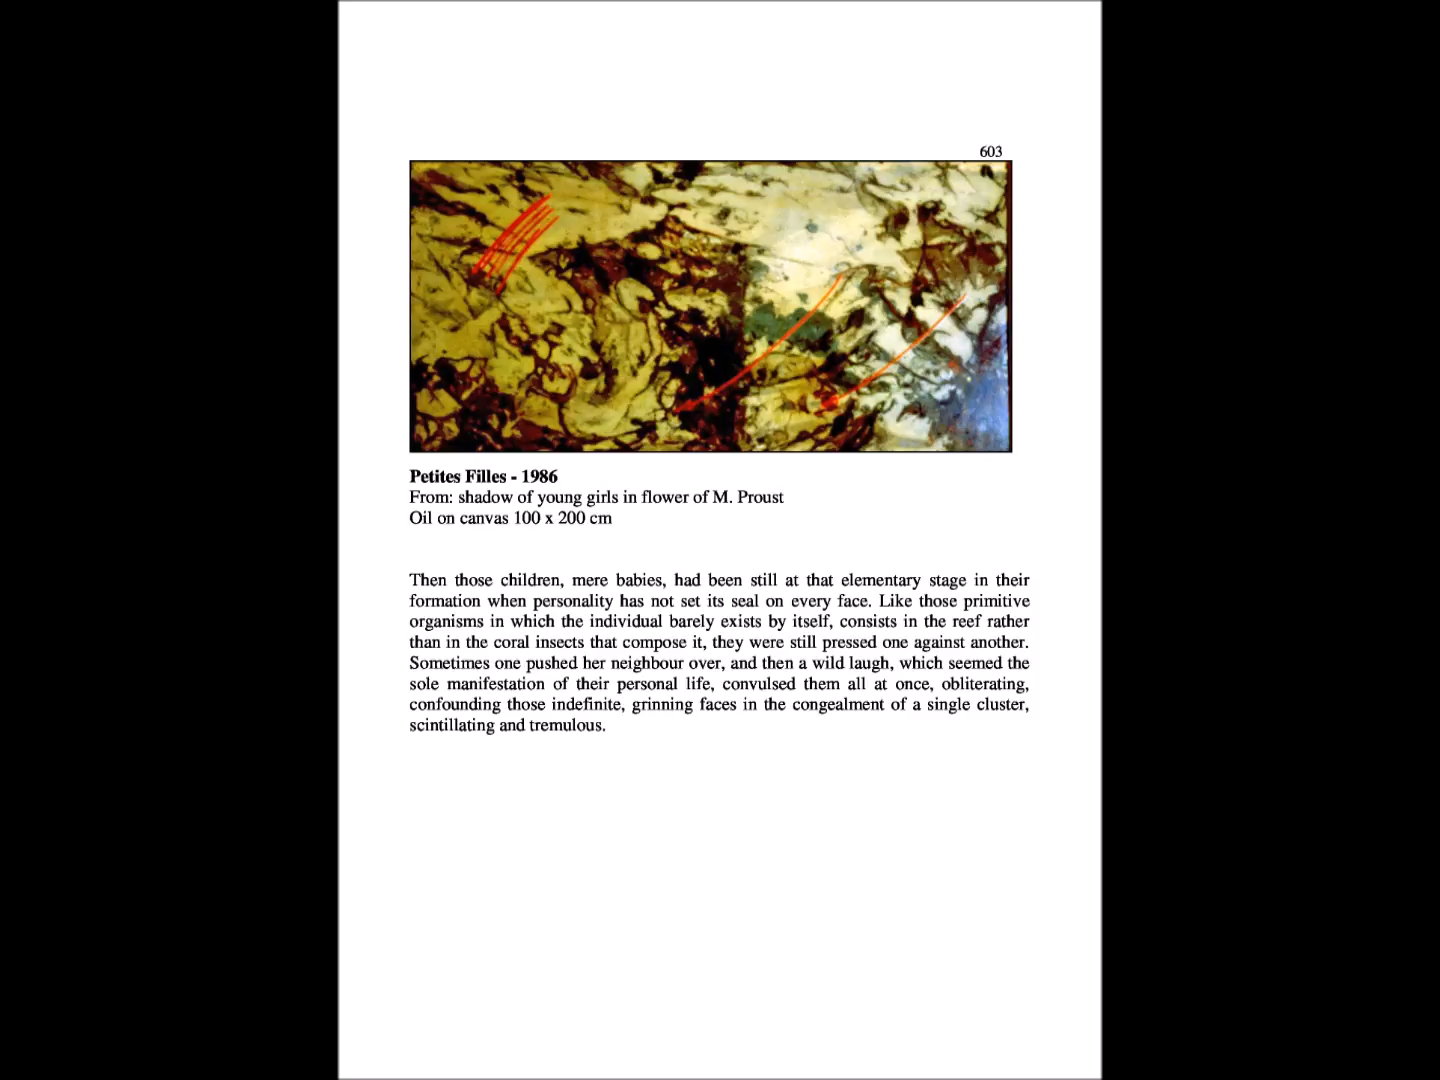 603
Petites Filles - 1986
From: shadow of young girls in flower of M. Proust
Oil on canvas 100 x 200 cm
Then those children, mere babies, had been still at that elementary stage in their
formation when personality has not set its seal on every face. Like those primitive
organisms in which the individual barely exists by itself, consists in the reef rather
than in the coral insects that compose it, they were still pressed one against another.
Sometimes one pushed her neighbour over, and then a wild laugh, which seemed the
sole manifestation of their personal life, convulsed them all at once, obliterating,
confounding those indefinite, grinning faces in the congealment of a single cluster,
scintillating and tremulous.